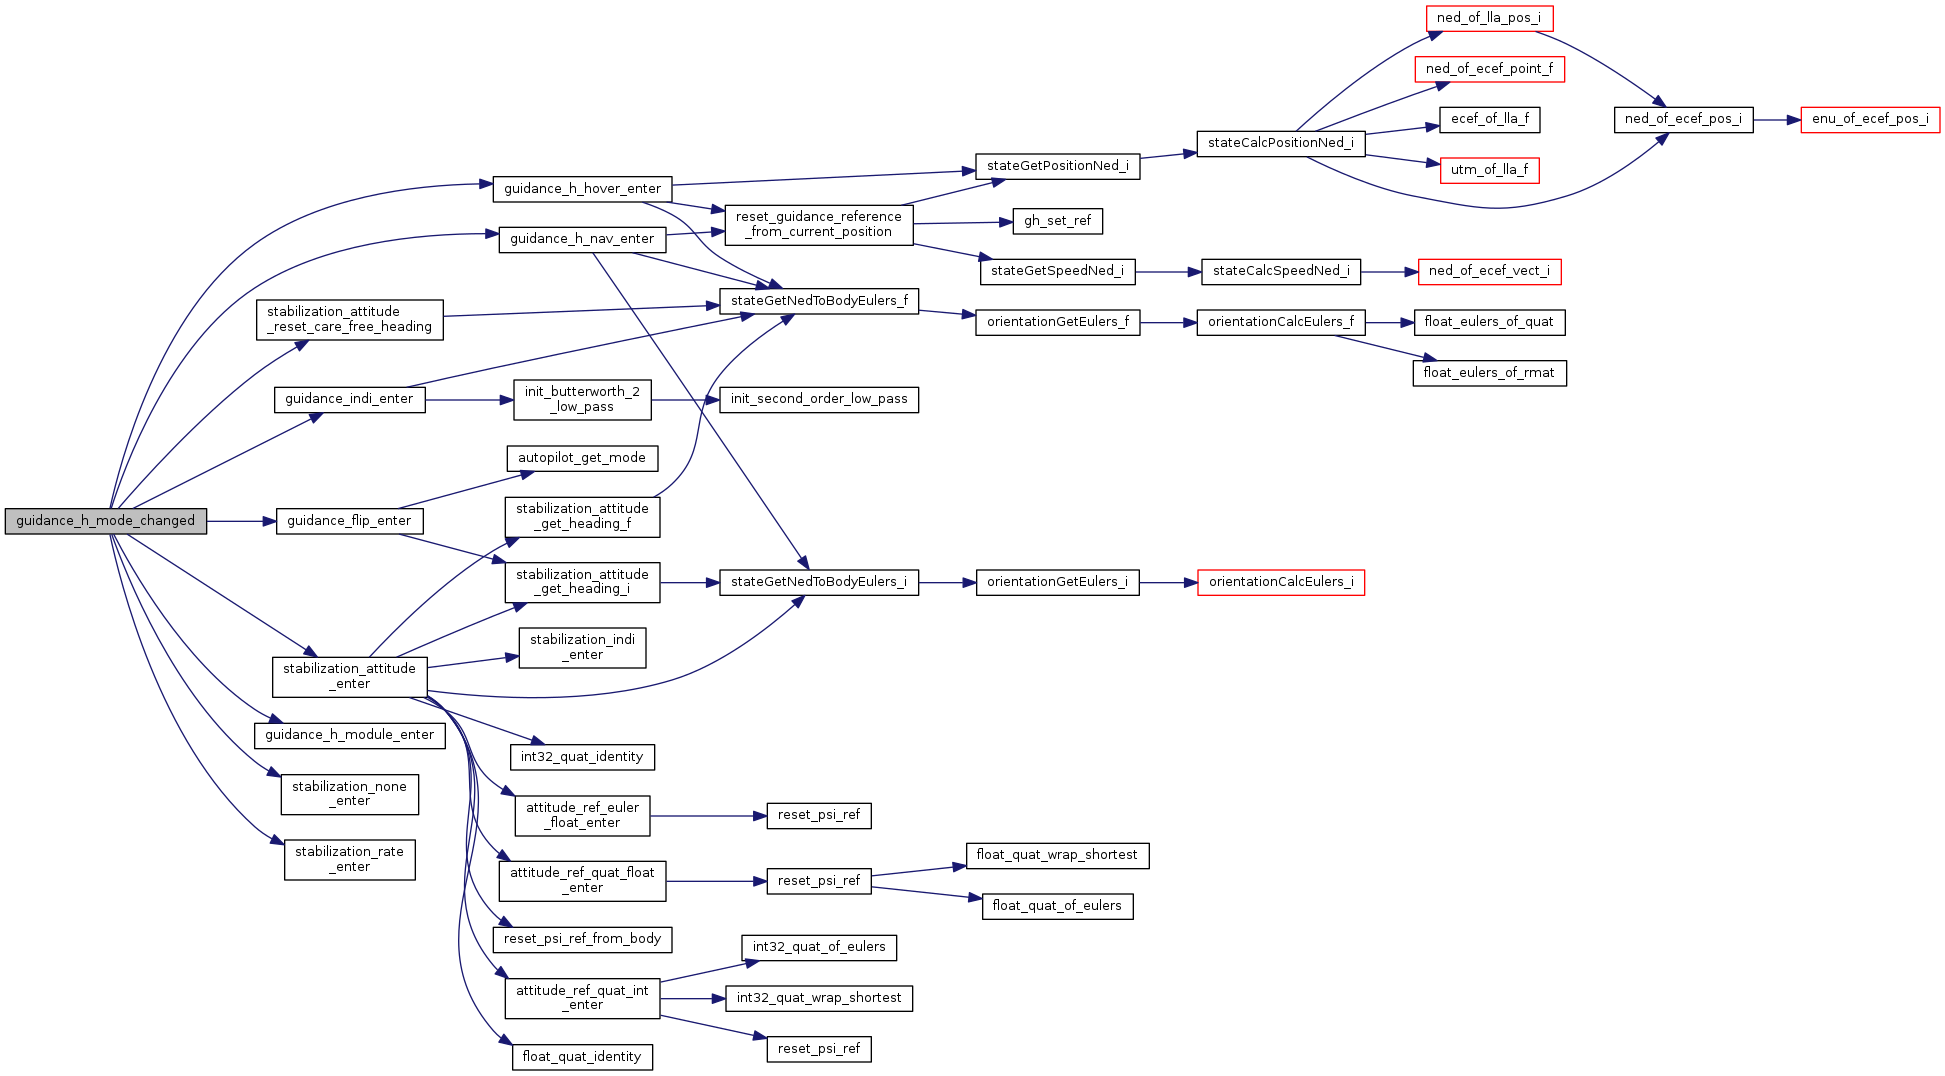 guidance_h_mode_changed
guidance_h_hover_enter
guidance_h_nav_enter
stabilization_attitude
_reset_care_free_heading
guidance_indi_enter
guidance_flip_enter
stabilization_attitude
_enter
guidance_h_module_enter
stabilization_none
_enter
stabilization_rate
_enter
init_butterworth_2
_low_pass
autopilot_get_mode
stabilization_attitude
_get_heading_f
stabilization_attitude
_get_heading_i
stabilization_indi
_enter
int32_quat_identity
attitude_ref_euler
_float_enter
attitude_ref_quat_float
_enter
reset_psi_ref_from_body
attitude_ref_quat_int
_enter
float_quat_identity
reset_guidance_reference
_from_current_position
stateGetNedToBodyEulers_f
init_second_order_low_pass
stateGetNedToBodyEulers_i
reset_psi_ref
reset_psi_ref
int32_quat_of_eulers
int32_quat_wrap_shortest
reset_psi_ref
stateGetPositionNed_i
gh_set_ref
stateGetSpeedNed_i
orientationGetEulers_f
orientationGetEulers_i
float_quat_wrap_shortest
float_quat_of_eulers
stateCalcPositionNed_i
stateCalcSpeedNed_i
orientationCalcEulers_f
orientationCalcEulers_i
ned_of_lla_pos_i
ned_of_ecef_point_f
ecef_of_lla_f
utm_of_lla_f
ned_of_ecef_vect_i
float_eulers_of_quat
float_eulers_of_rmat
ned_of_ecef_pos_i
enu_of_ecef_pos_i